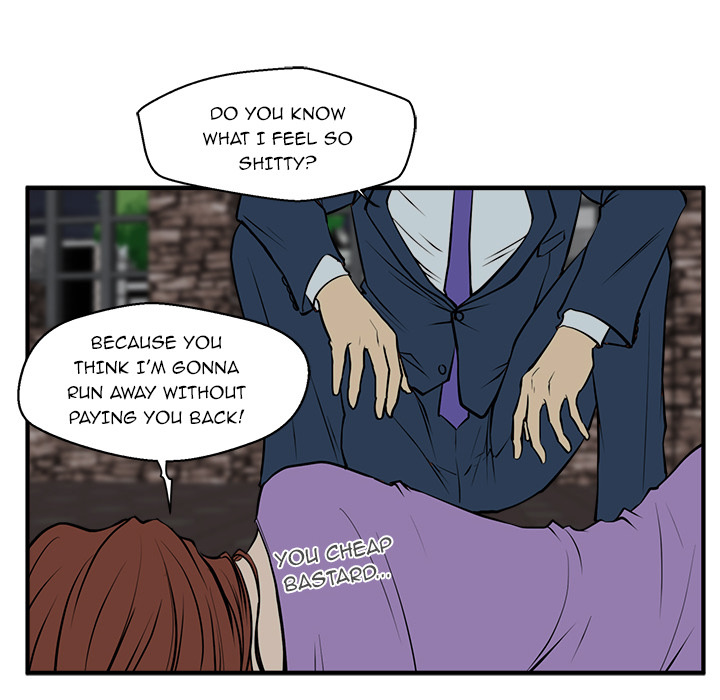 DO YOU KNOW
WHAT I FEEL SO
SHITTY?
BECAUSE YOU
THINK I'M GONNA
RUN AWAY WITHOUT
PAYING YOU BACK!
YOU CHEAP
BASTARD...